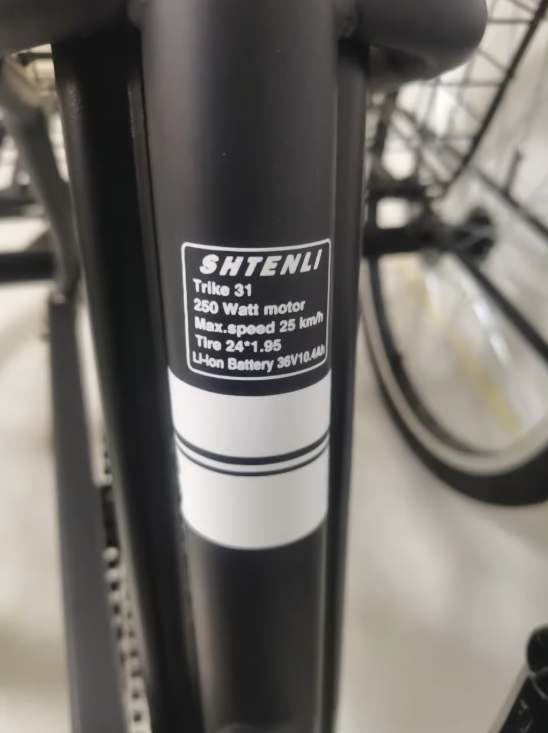 SHTENLI
Trike 31
250 Watt motor
Max.speed 25 km/h
Tire 24*1.95
Li-ion Battery 36V10.4Ah